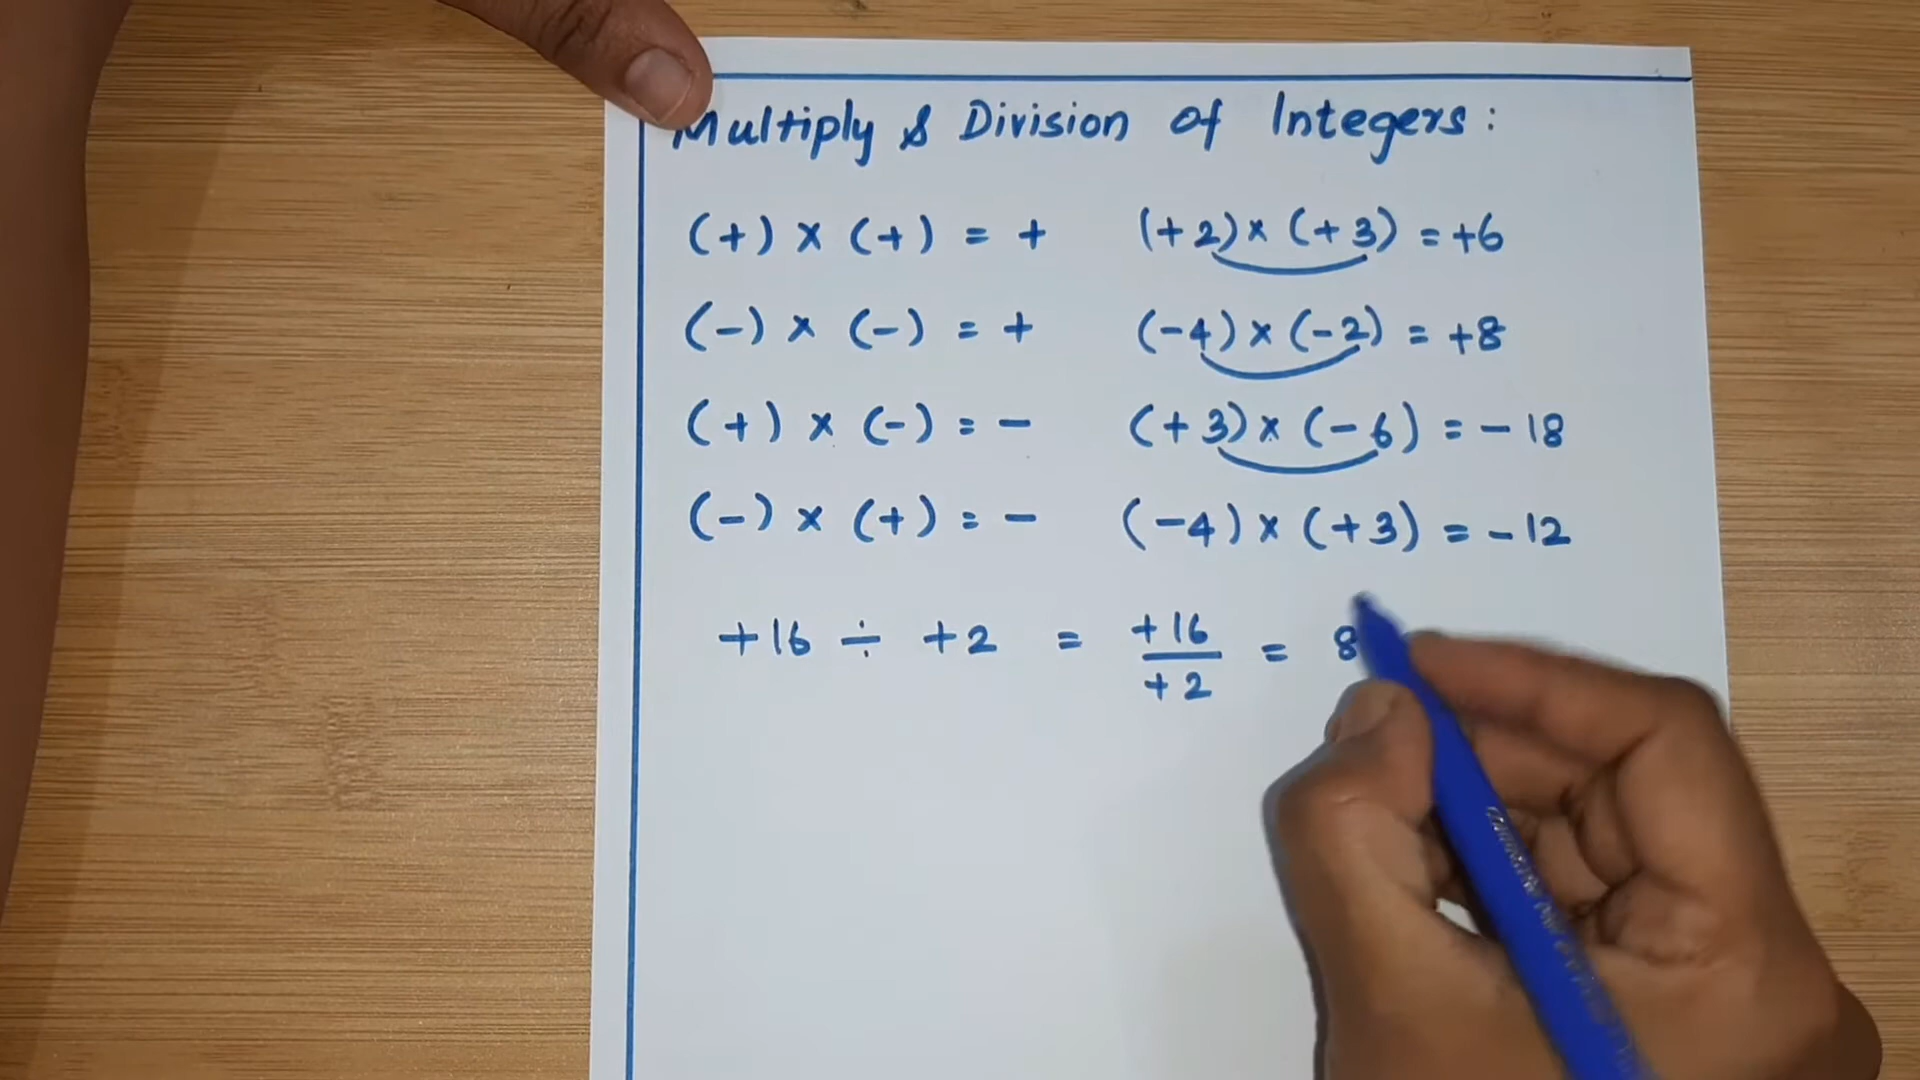 Multiply & Division of Integers:
(+) × (+) = + (+2) × (+3) = +6
(-) × (-) = + (-4) × (-2) = +8
(+) × (-) = - (+3) × (-6) = -18
(-) × (+) = - (-4) × (+3) = -12
+16 ÷ +2 = +16/+2 = 8